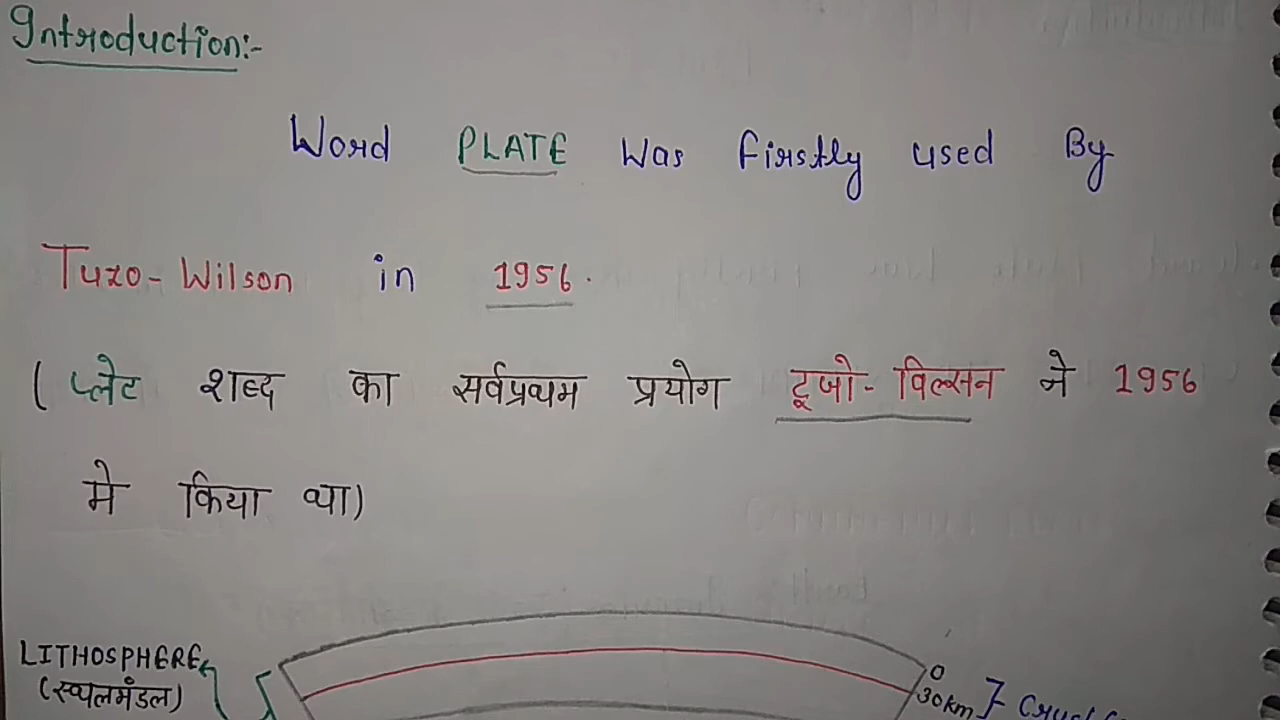 Introduction:-
Word PLATE Was Firstly used By
Tuzo-Wilson in 1956.
( प्लेट शब्द का सर्वप्रथम प्रयोग टूजो- विल्सन ने 1956
मे किया था)
LITHOSPHERE
(स्थलमंडल)
0
30km